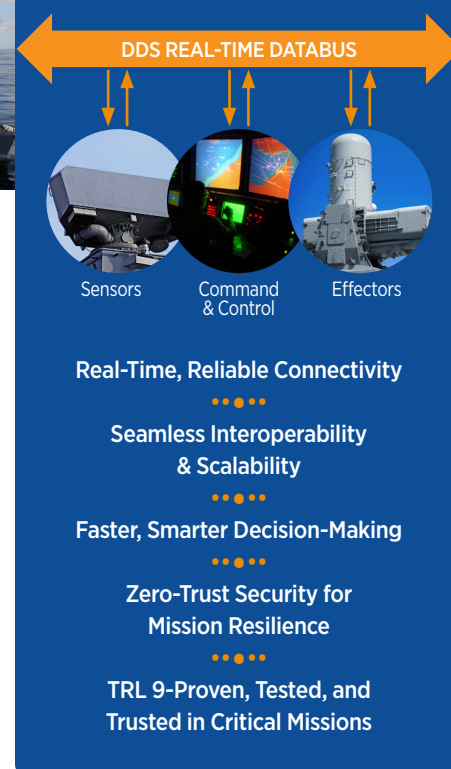 DDS REAL-TIME DATABUS
Sensors
Command
& Control
Effectors
Real-Time, Reliable Connectivity
Seamless Interoperability
& Scalability
Faster, Smarter Decision-Making
Zero-Trust Security for
Mission Resilience
TRL 9-Proven, Tested, and
Trusted in Critical Missions